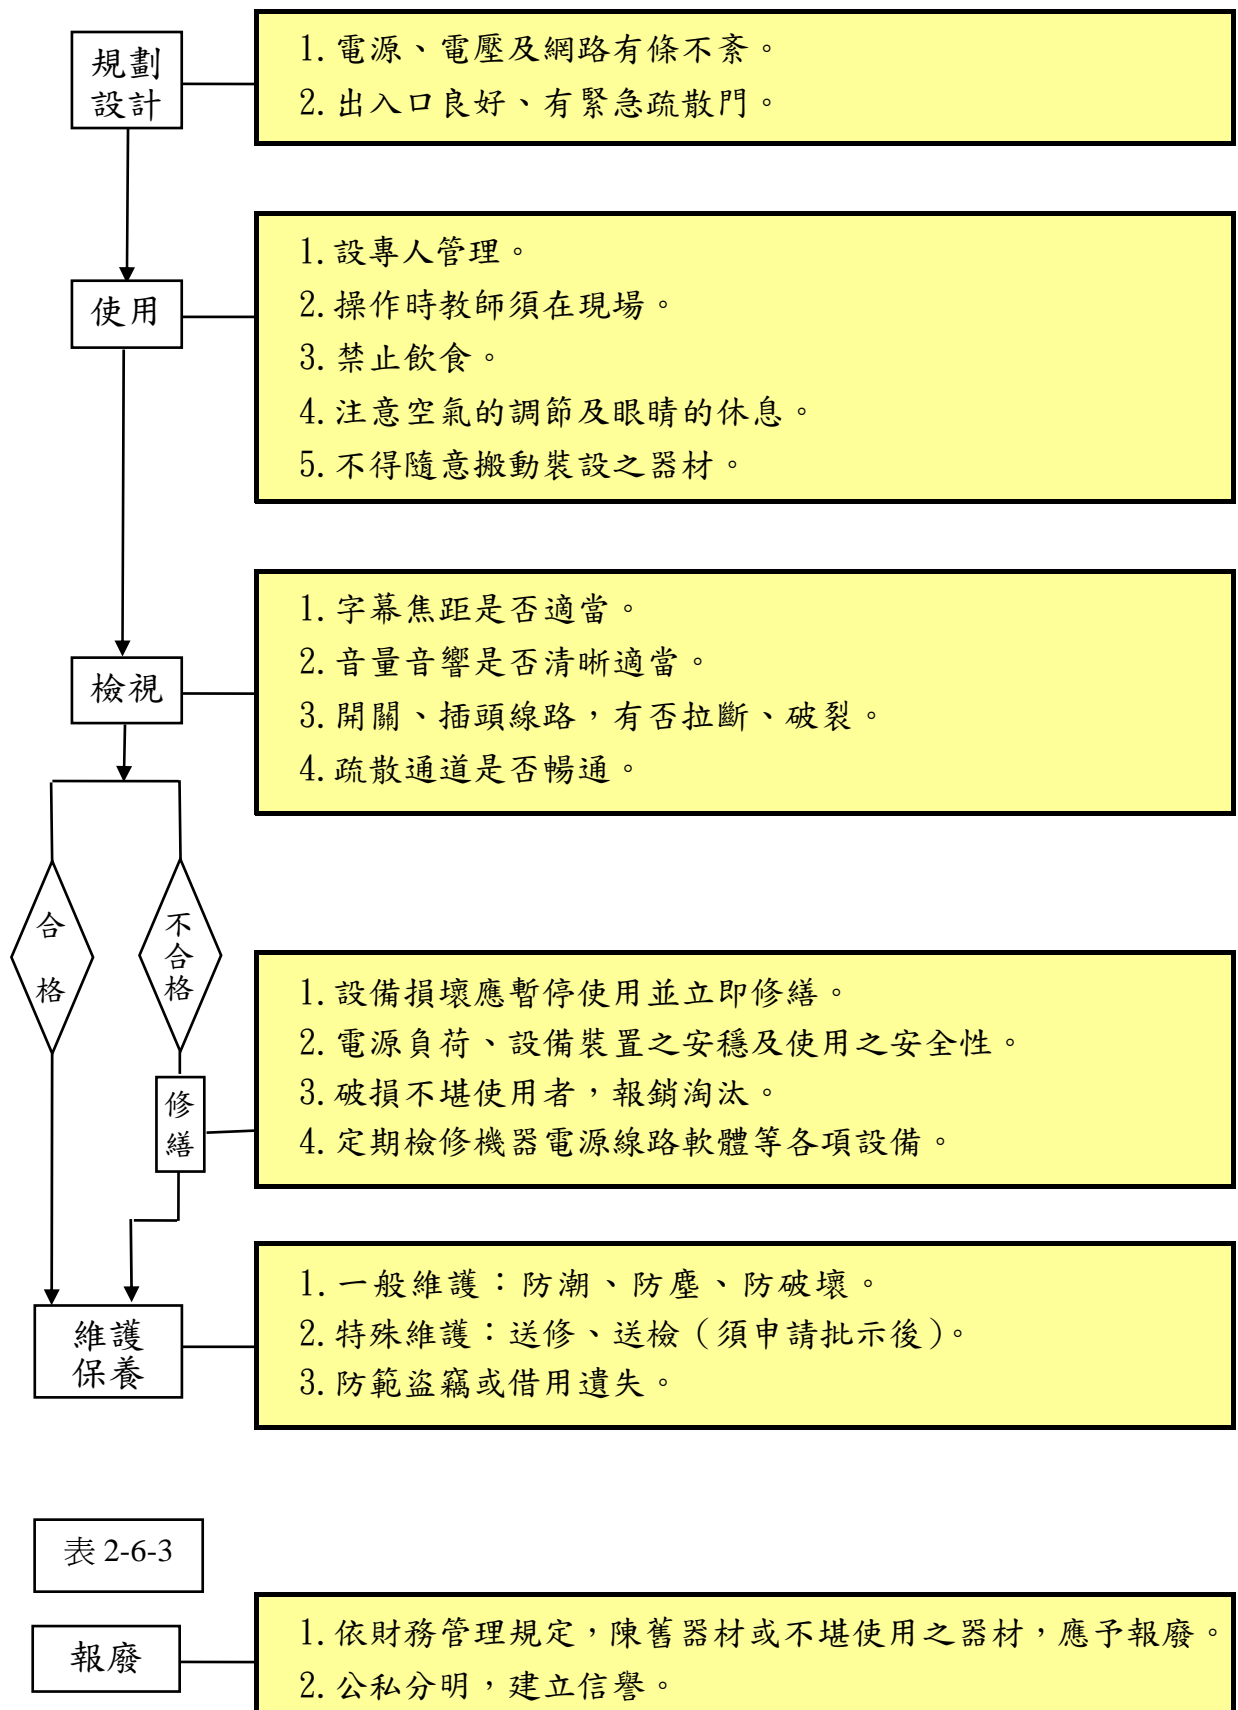 規劃
設計
1.電源、電壓及網路有條不紊。
2.出入口良好、有緊急疏散門。
使用
1.設專人管理。
2.操作時教師須在現場。
3.禁止飲食。
4.注意空氣的調節及眼睛的休息。
5.不得隨意搬動裝設之器材。
檢視
1.字幕焦距是否適當。
2.音量音響是否清晰適當。
3.開關、插頭線路，有否拉斷、破裂。
4.疏散通道是否暢通。
合格
不合格
修繕
1.設備損壞應暫停使用並立即修繕。
2.電源負荷、設備裝置之安穩及使用之安全性。
3.破損不堪使用者，報銷淘汰。
4.定期檢修機器電源線路軟體等各項設備。
維護
保養
1.一般維護：防潮、防塵、防破壞。
2.特殊維護：送修、送檢（須申請批示後）。
3.防範盜竊或借用遺失。
表 2-6-3
報廢
1.依財務管理規定，陳舊器材或不堪使用之器材，應予報廢。
2.公私分明，建立信譽。